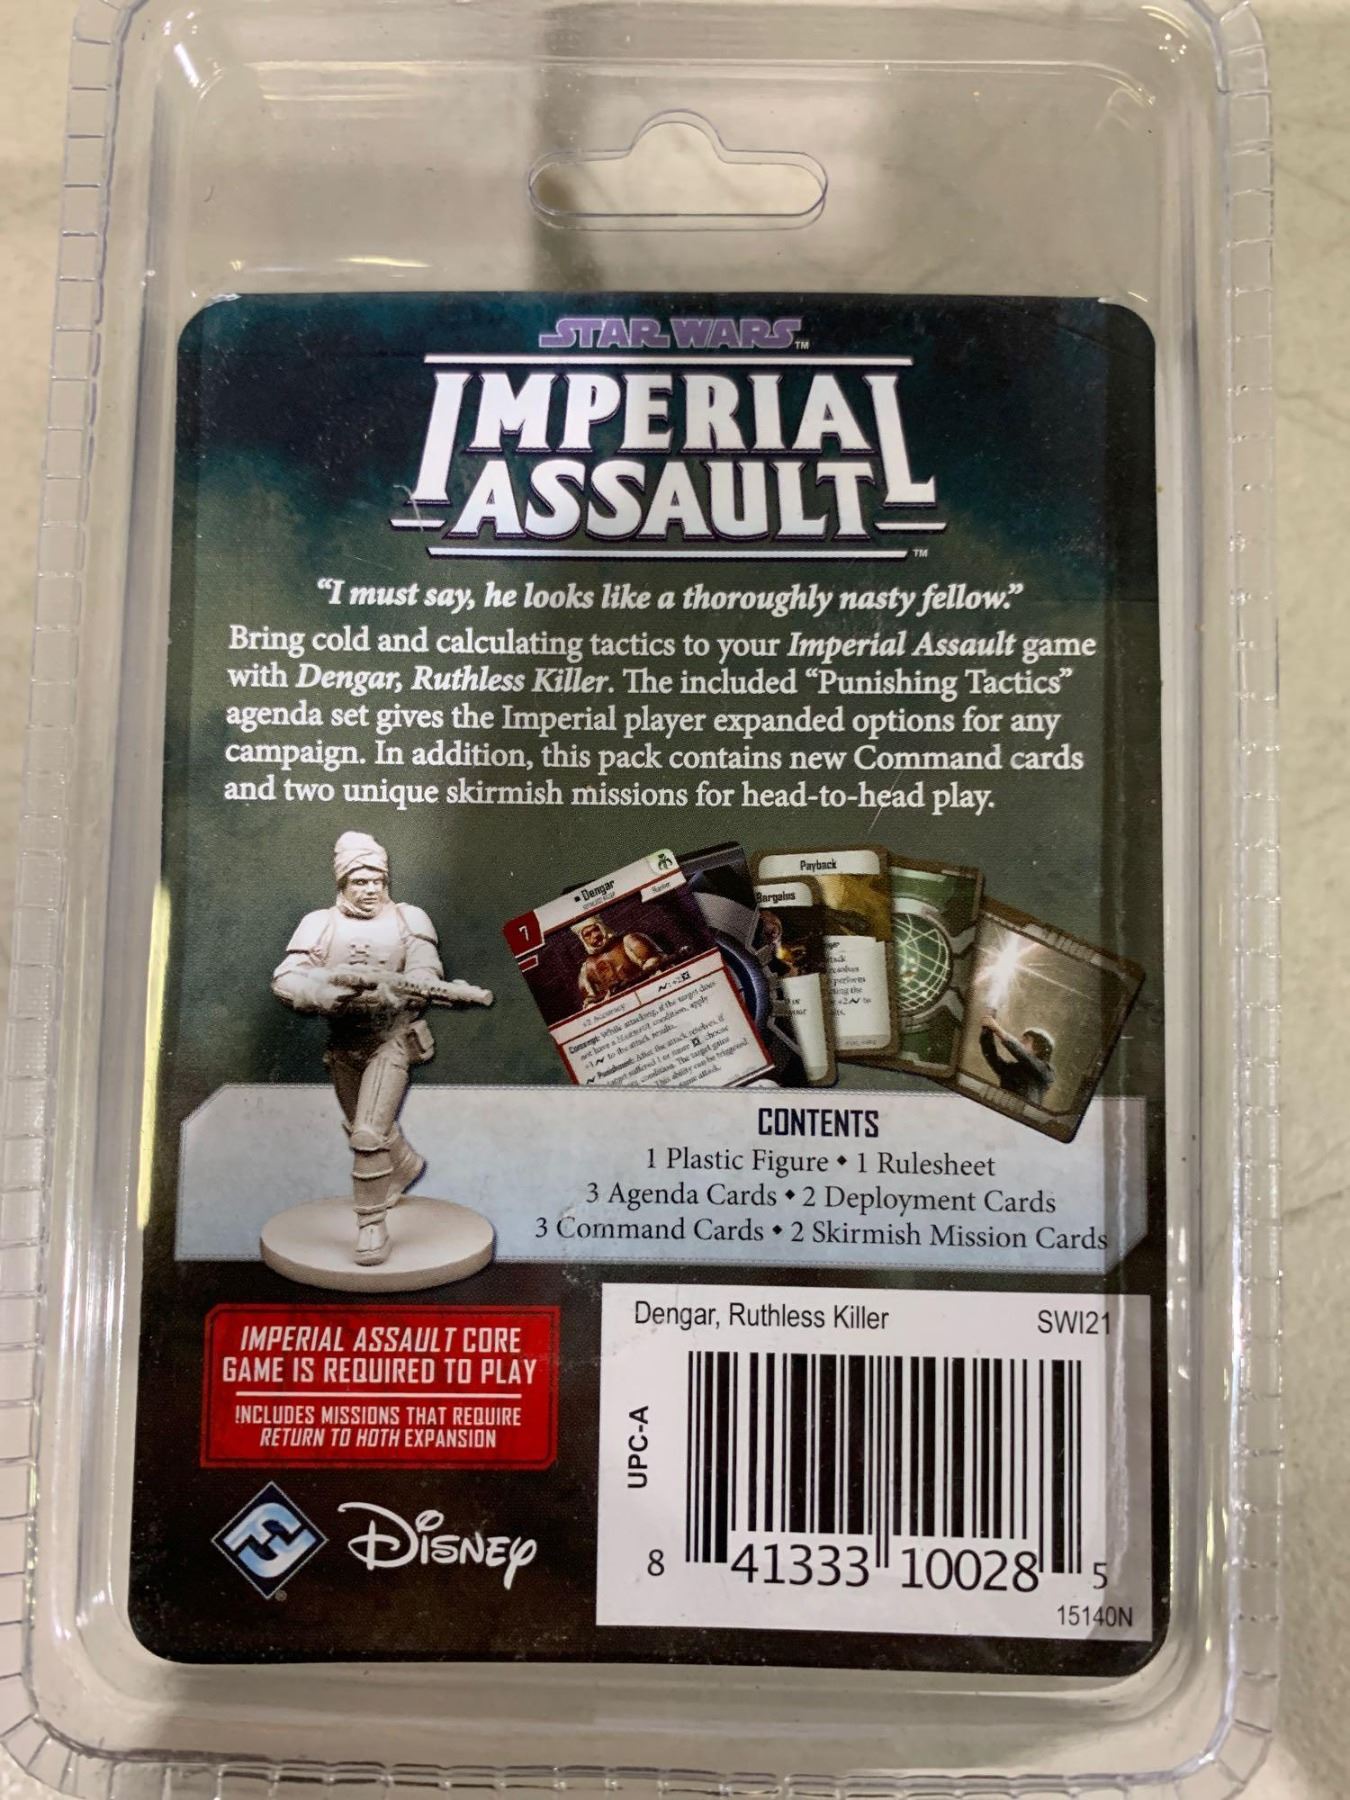 STAR WARS™
IMPERIAL
ASSAULT™
“I must say, he looks like a thoroughly nasty fellow.”
Bring cold and calculating tactics to your Imperial Assault game
with Dengar, Ruthless Killer. The included “Punishing Tactics”
agenda set gives the Imperial player expanded options for any
campaign. In addition, this pack contains new Command cards
and two unique skirmish missions for head-to-head play.
Payback
Dengar
7
+2 Accuracy
CONTENTS
1 Plastic Figure • 1 Rulesheet
3 Agenda Cards • 2 Deployment Cards
3 Command Cards • 2 Skirmish Mission Cards
IMPERIAL ASSAULT CORE
GAME IS REQUIRED TO PLAY
INCLUDES MISSIONS THAT REQUIRE
RETURN TO HOTH EXPANSION
DISNEY
Dengar, Ruthless Killer SWI21
UPC-A
8 41333 10028 5
15140N